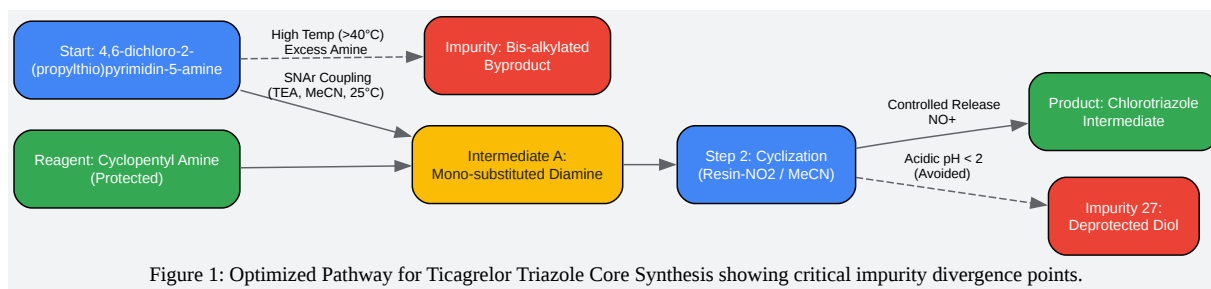 Start: 4,6-dichloro-2-
(propylthio)pyrimidin-5-amine
High Temp (>40°C)
Excess Amine
Impurity: Bis-alkylated
Byproduct
SNAr Coupling
(TEA, MeCN, 25°C)
Reagent: Cyclopentyl Amine
(Protected)
Intermediate A:
Mono-substituted Diamine
Step 2: Cyclization
(Resin-NO2 / MeCN)
Controlled Release
NO+
Product: Chlorotriazole
Intermediate
Acidic pH < 2
(Avoided)
Impurity 27:
Deprotected Diol
Figure 1: Optimized Pathway for Ticagrelor Triazole Core Synthesis showing critical impurity divergence points.